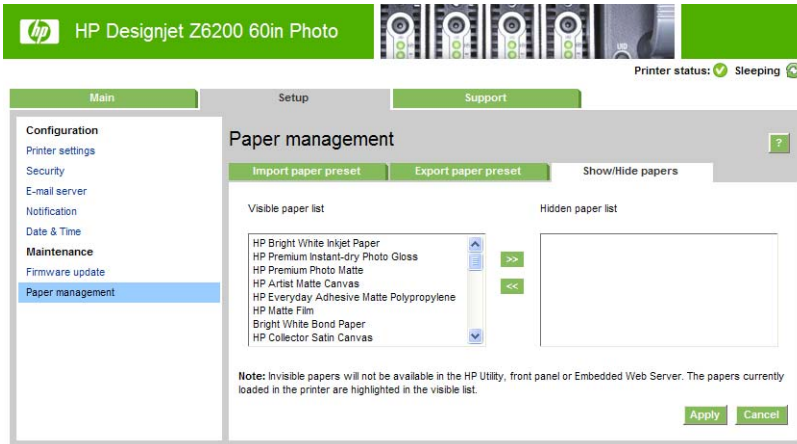 hp HP Designjet Z6200 60in Photo
UID
Printer status: Sleeping
Main Setup Support
Configuration
Printer settings
Security
E-mail server
Notification
Date & Time
Maintenance
Firmware update
Paper management
Paper management
?
Import paper preset Export paper preset Show/Hide papers
Visible paper list Hidden paper list
HP Bright White Inkjet Paper
HP Premium Instant-dry Photo Gloss
HP Premium Photo Matte
HP Artist Matte Canvas
HP Everyday Adhesive Matte Polypropylene
HP Matte Film
Bright White Bond Paper
HP Collector Satin Canvas
>>
<<
Note: Invisible papers will not be available in the HP Utility, front panel or Embedded Web Server. The papers currently
loaded in the printer are highlighted in the visible list.
Apply Cancel